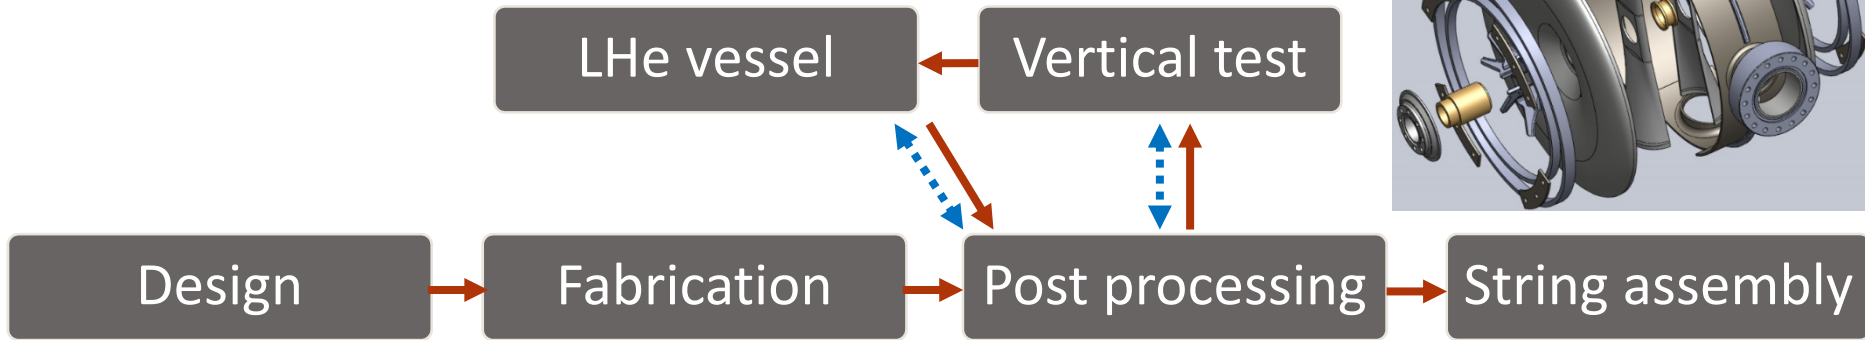 LHe vessel
Vertical test
Design
Fabrication
Post processing
String assembly